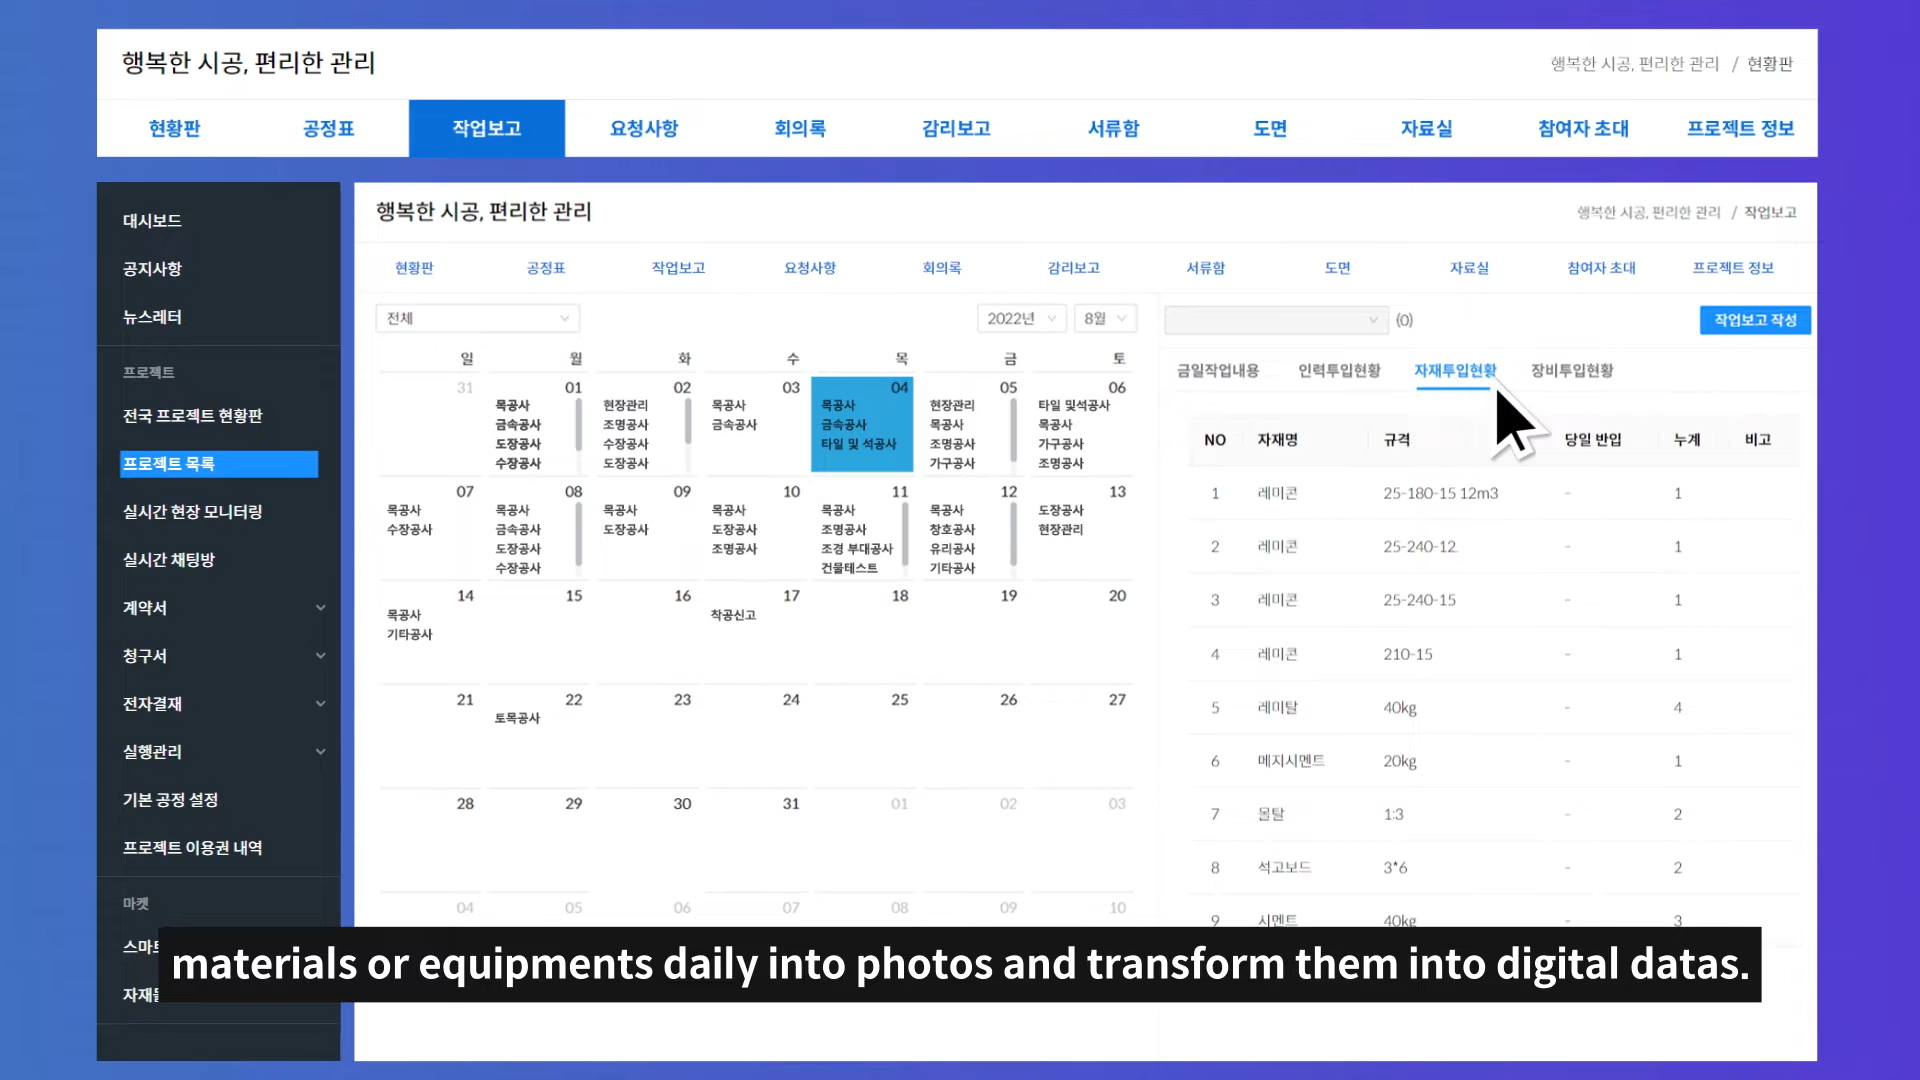 행복한 시공, 편리한 관리
행복한 시공, 편리한 관리 / 현황판
현황판 공정표 작업보고 요청사항 회의록 감리보고 서류함 도면 자료실 참여자 초대 프로젝트 정보
대시보드
공지사항
뉴스레터
프로젝트
전국 프로젝트 현황판
프로젝트 목록
실시간 현장 모니터링
실시간 채팅방
계약서
청구서
전자결재
실행관리
기본 공정 설정
프로젝트 이용권 내역
마켓
행복한 시공, 편리한 관리
행복한 시공, 편리한 관리 / 작업보고
현황판 공정표 작업보고 요청사항 회의록 감리보고 서류함 도면 자료실 참여자 초대 프로젝트 정보
전체
2022년 8월
일 월 화 수 목 금 토
31 01 02 03 04 05 06
목공사
금속공사
도장공사
수장공사
현장관리
조명공사
수장공사
도장공사
목공사
금속공사
목공사
금속공사
타일 및 석공사
현장관리
목공사
조명공사
가구공사
타일 및석공사
목공사
가구공사
조명공사
07 08 09 10 11 12 13
목공사
수장공사
목공사
금속공사
도장공사
수장공사
목공사
도장공사
목공사
도장공사
조명공사
목공사
조명공사
조경 부대공사
건물테스트
목공사
창호공사
유리공사
기타공사
도장공사
현장관리
14 15 16 17 18 19 20
목공사
기타공사
착공신고
21 22 23 24 25 26 27
토목공사
28 29 30 31 01 02 03
04 05 06 07 08 09 10
(0)
작업보고 작성
금일작업내용 인력투입현황 자재투입현황 장비투입현황
NO 자재명 규격 당일 반입 누계 비고
1 레미콘 25-180-15 12m3 - 1
2 레미콘 25-240-12 - 1
3 레미콘 25-240-15 - 1
4 레미콘 210-15 - 1
5 레미탈 40kg - 4
6 메지시멘트 20kg - 1
7 몰탈 1:3 - 2
8 석고보드 3*6 - 2
9 시멘트 40kg - 3
materials or equipments daily into photos and transform them into digital datas.